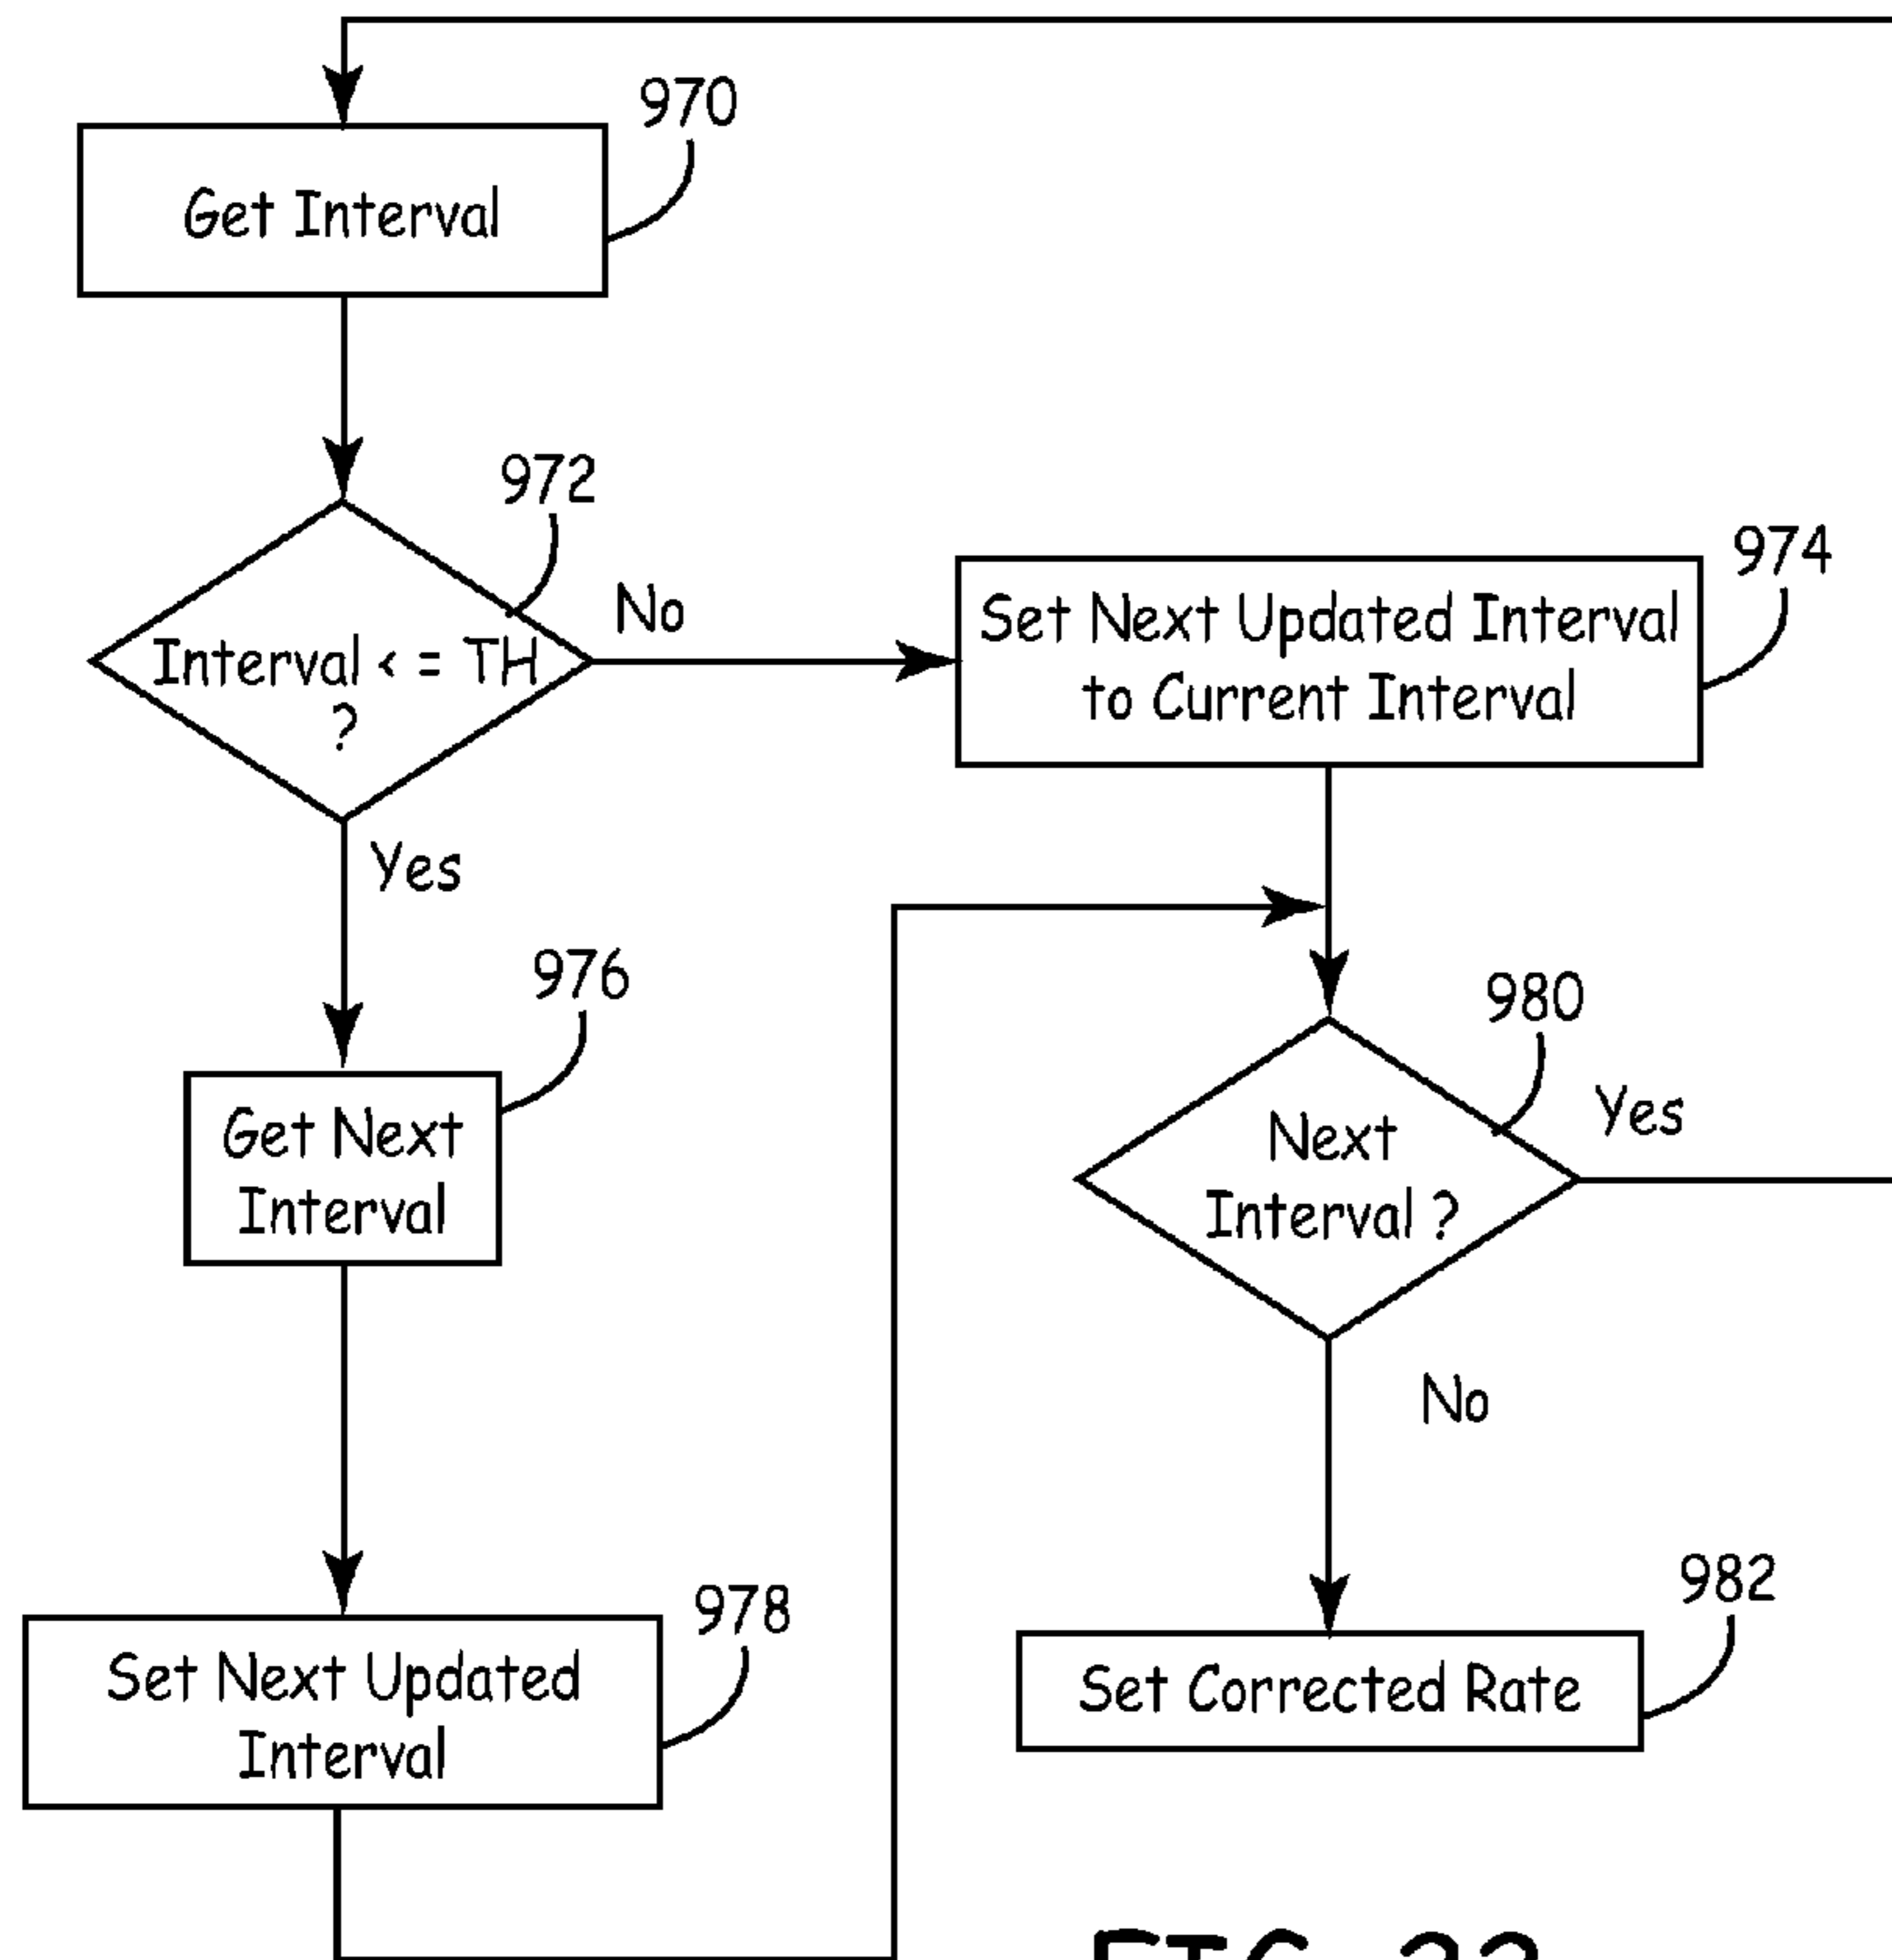 970
Get Interval
972
Interval < = TH
?
No
Yes
974
Set Next Updated Interval
to Current Interval
976
Get Next
Interval
980
Next
Interval ?
Yes
No
978
Set Next Updated
Interval
982
Set Corrected Rate